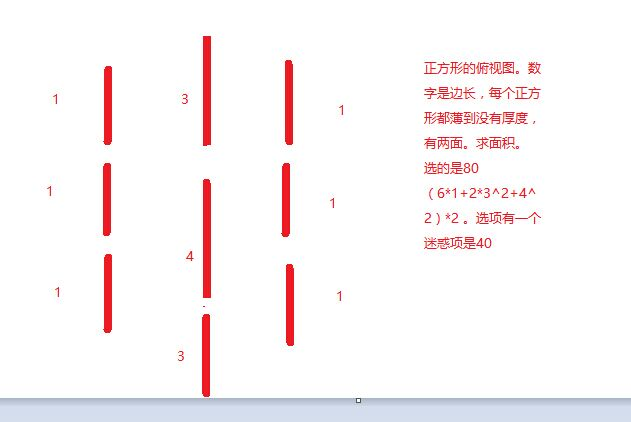 正方形的俯视图。数
字是边长，每个正方
形都薄到没有厚度，
有两面。求面积。
选的是80
（6*1+2*3^2+4^
2）*2 。选项有一个
迷惑项是40
1 3 1
1 1
4
1 1
3